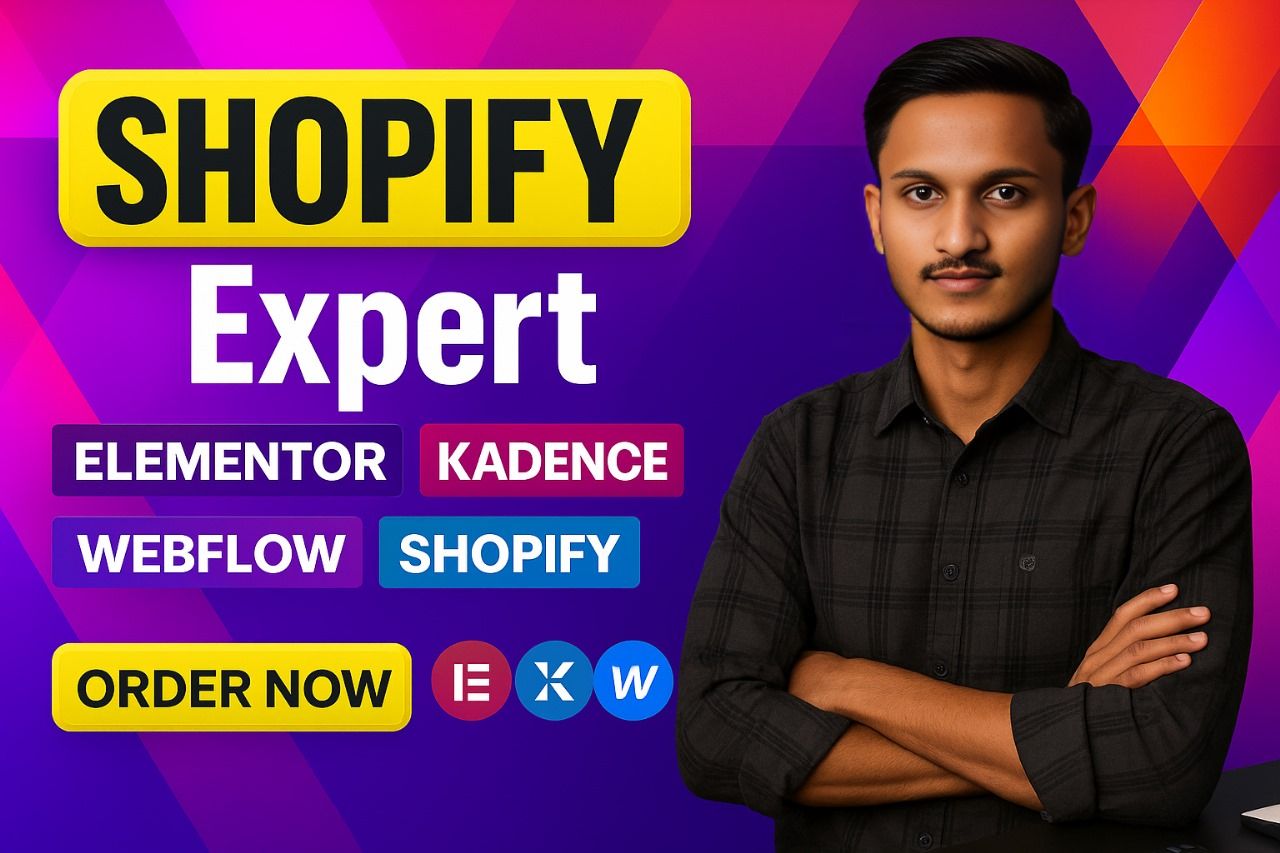 SHOPIFY
Expert
ELEMENTOR KADENCE
WEBFLOW SHOPIFY
ORDER NOW E X W